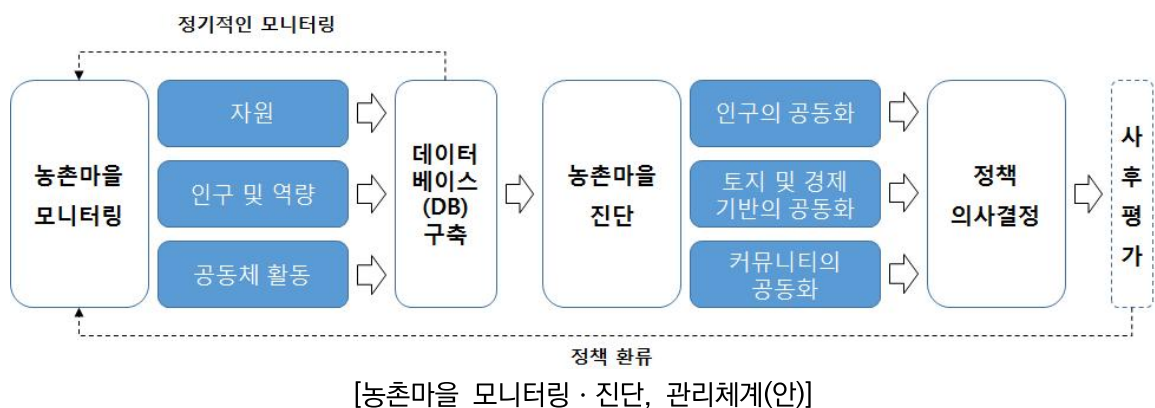 정기적인 모니터링
농촌마을
모니터링
자원
인구 및 역량
공동체 활동
데이터
베이스
(DB)
구축
농촌마을
진단
인구의 공동화
토지 및 경제
기반의 공동화
커뮤니티의
공동화
정책
의사결정
사
후
평
가
정책 환류
[농촌마을 모니터링 · 진단, 관리체계(안)]